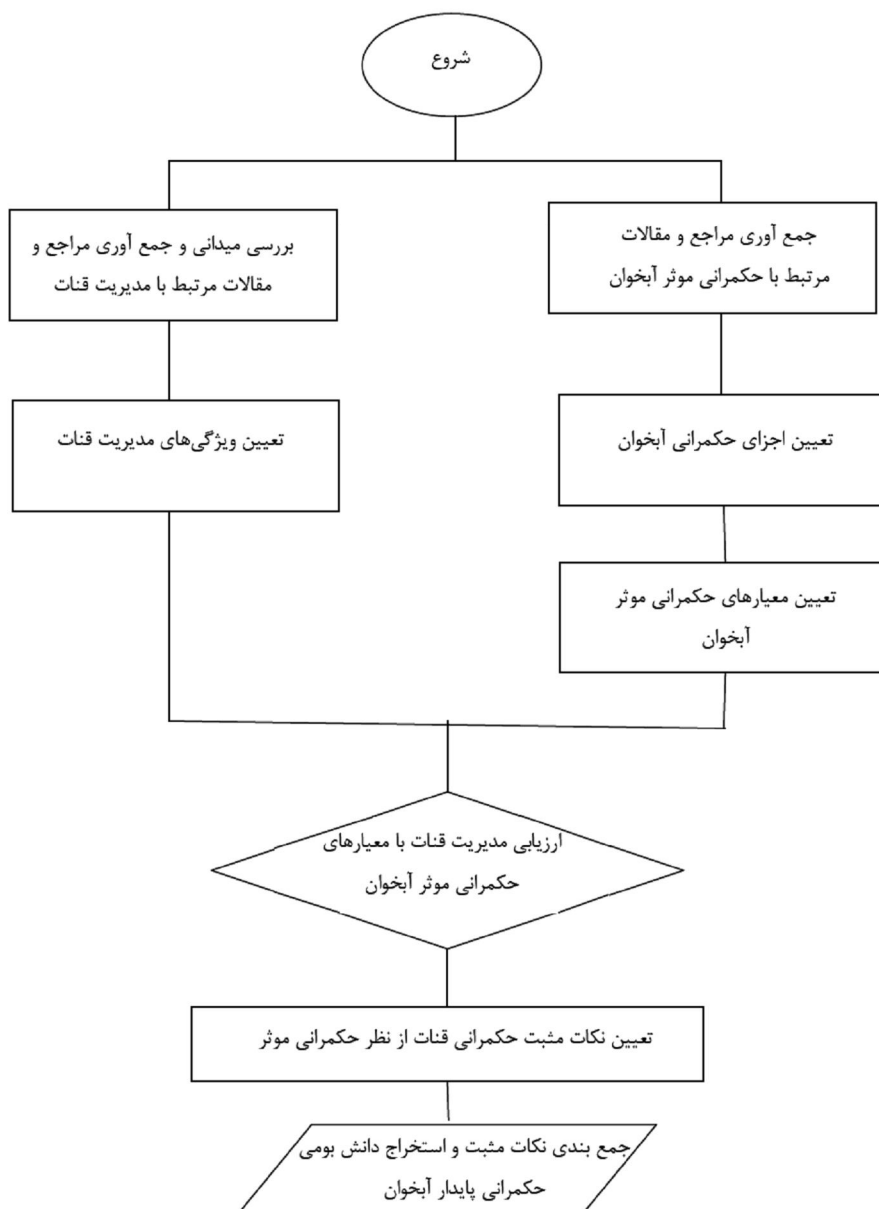 شروع
جمع آوری مراجع و مقالات
مرتبط با حکمرانی موثر آبخوان
بررسی میدانی و جمع آوری مراجع و
مقالات مرتبط با مدیریت قنات
تعیین اجزای حکمرانی آبخوان
تعیین ویژگی‌های مدیریت قنات
تعیین معیارهای حکمرانی موثر
آبخوان
ارزیابی مدیریت قنات با معیارهای
حکمرانی موثر آبخوان
تعیین نکات مثبت حکمرانی قنات از نظر حکمرانی موثر
جمع بندی نکات مثبت و استخراج دانش بومی
حکمرانی پایدار آبخوان